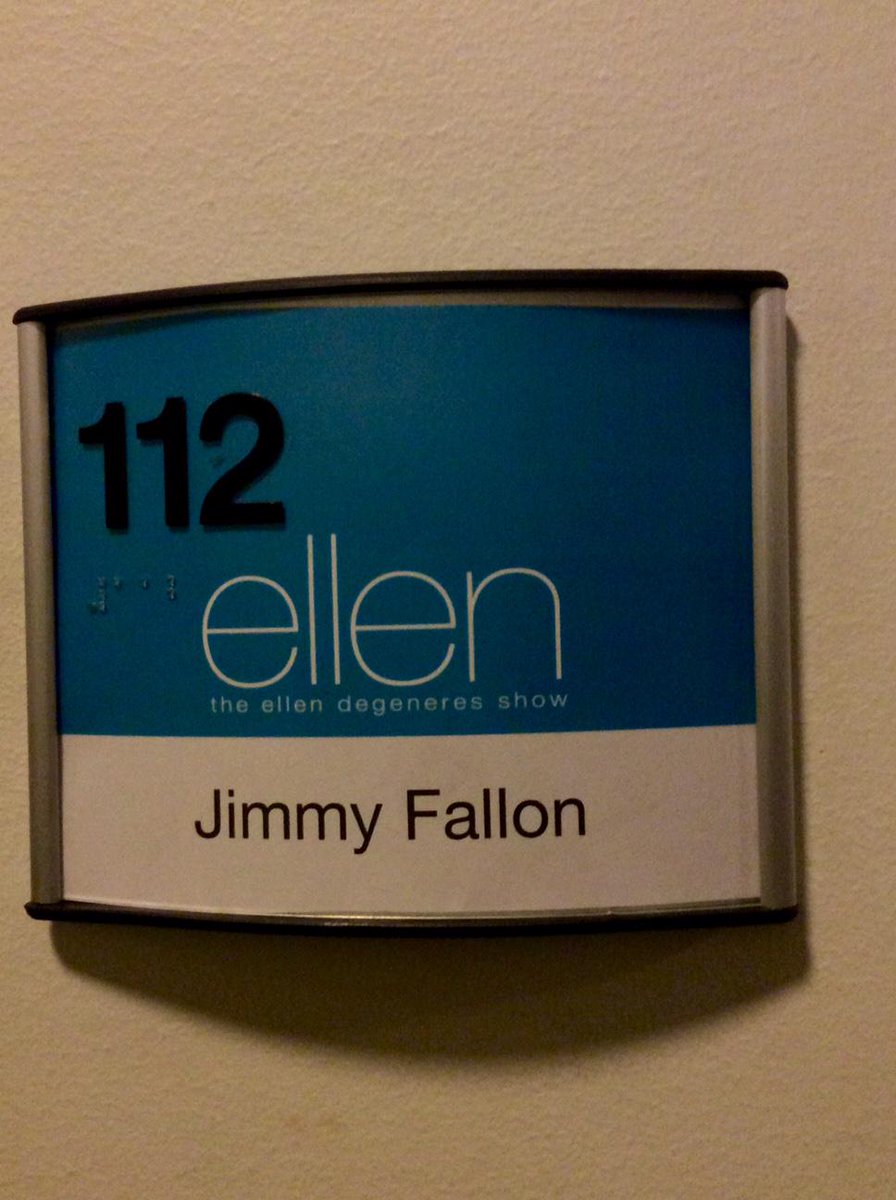 112
ellen
the ellen degeneres show
Jimmy Fallon